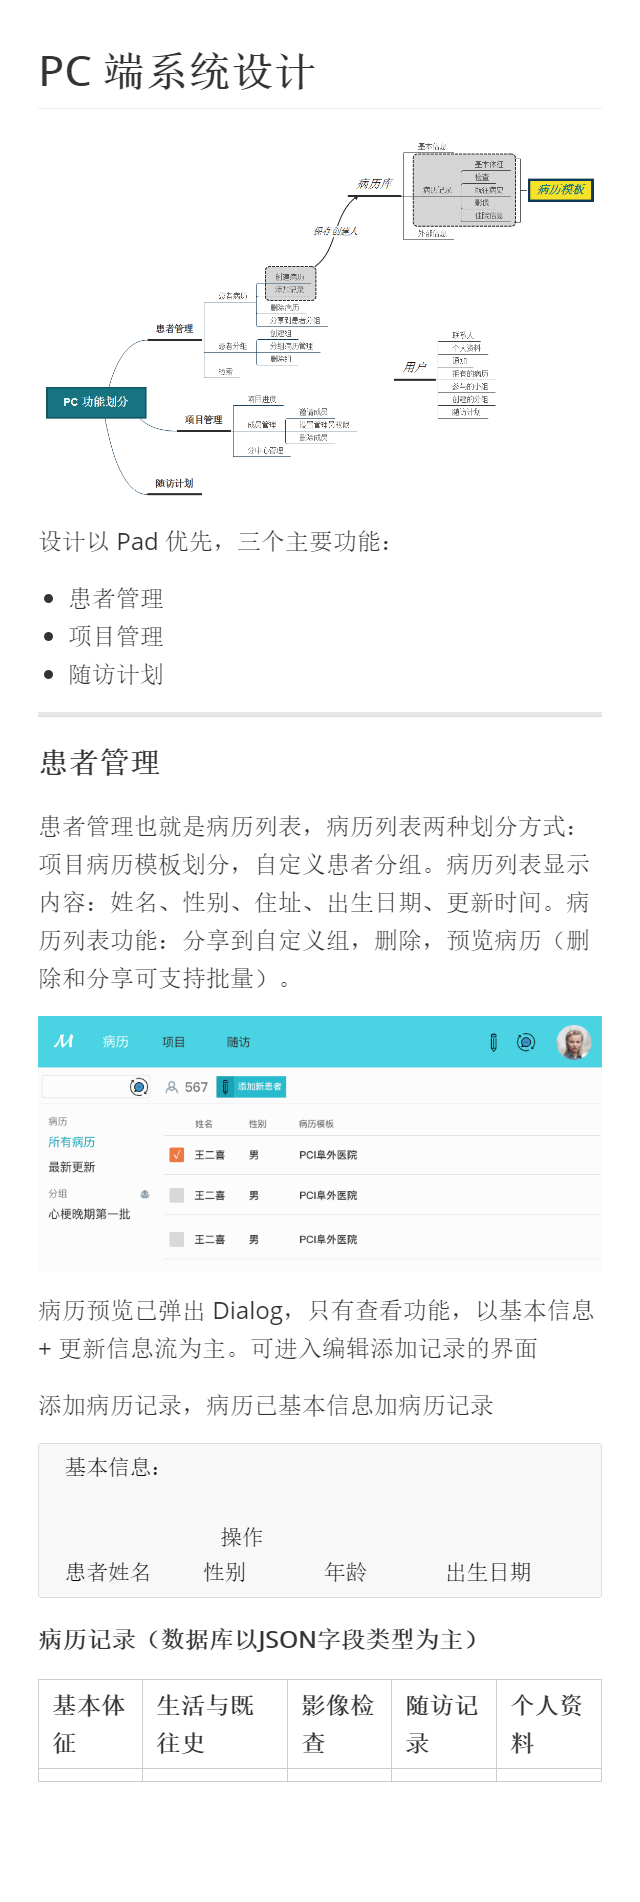 PC 端系统设计
基本信息
基本体征
检查
既往病史
影像
住院信息
病历记录
外部信息
病历库
病历模板
保存创建人
创建病历
添加记录
患者病历
删除病历
分享到患者分组
患者管理
创建组
患者分组
分组病历管理
删除组
检索
PC 功能划分
项目进度
邀请成员
项目管理
成员管理
设置管理员权限
删除成员
分中心管理
随访计划
联系人
个人资料
通知
用户
拥有的病历
参与的小组
创建的分组
随访计划
设计以 Pad 优先，三个主要功能：
患者管理
项目管理
随访计划
患者管理
患者管理也就是病历列表，病历列表两种划分方式：
项目病历模板划分，自定义患者分组。病历列表显示
内容：姓名、性别、住址、出生日期、更新时间。病
历列表功能：分享到自定义组，删除，预览病历（删
除和分享可支持批量）。
M 病历 项目 随访
567 添加新患者
病历
所有病历
最新更新
分组
心梗晚期第一批
姓名 性别 病历模板
王二喜 男 PCI阜外医院
王二喜 男 PCI阜外医院
王二喜 男 PCI阜外医院
病历预览已弹出 Dialog，只有查看功能，以基本信息
+ 更新信息流为主。可进入编辑添加记录的界面
添加病历记录，病历已基本信息加病历记录
基本信息：
操作
患者姓名 性别 年龄 出生日期
病历记录（数据库以JSON字段类型为主）
基本体征 生活与既往史 影像检查 随访记录 个人资料